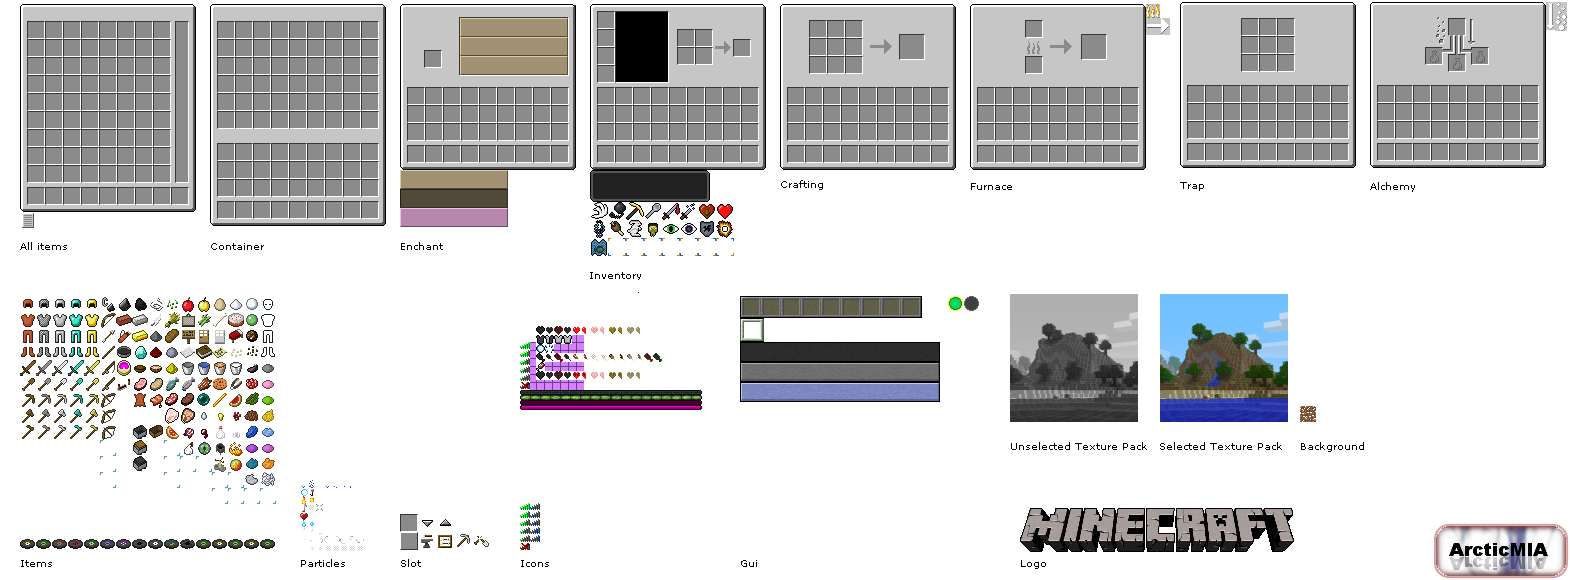 All items
Container
Enchant
Inventory
Crafting
Furnace
Trap
Alchemy
Unselected Texture Pack
Selected Texture Pack
Background
Items
Particles
Slot
Icons
Gui
MINECRAFT
Logo
ArcticMIA